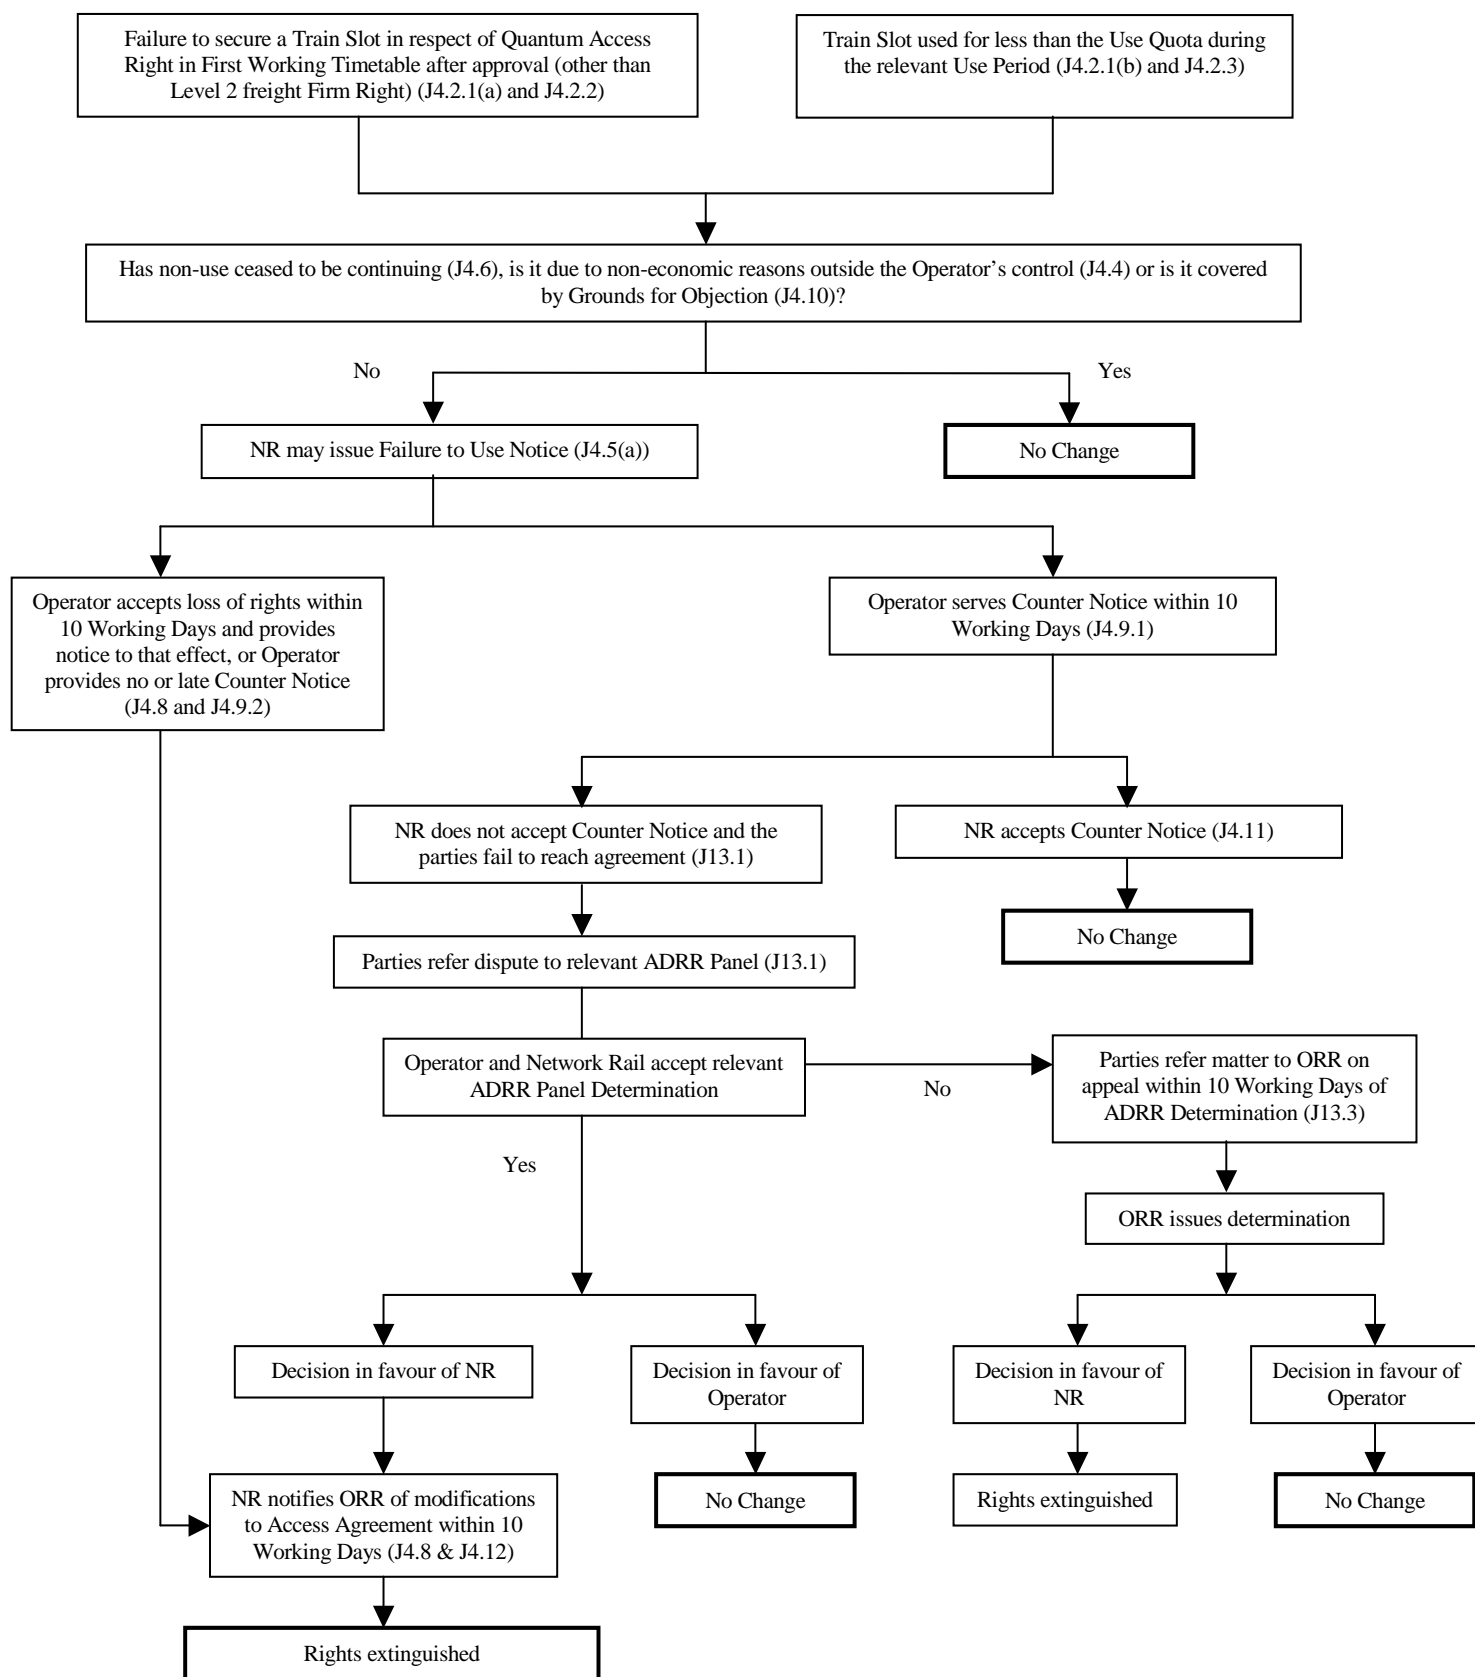 Failure to secure a Train Slot in respect of Quantum Access
Right in First Working Timetable after approval (other than
Level 2 freight Firm Right) (J4.2.1(a) and J4.2.2)
Train Slot used for less than the Use Quota during
the relevant Use Period (J4.2.1(b) and J4.2.3)
Has non-use ceased to be continuing (J4.6), is it due to non-economic reasons outside the Operator’s control (J4.4) or is it covered
by Grounds for Objection (J4.10)?
No
Yes
NR may issue Failure to Use Notice (J4.5(a))
No Change
Operator accepts loss of rights within
10 Working Days and provides
notice to that effect, or Operator
provides no or late Counter Notice
(J4.8 and J4.9.2)
Operator serves Counter Notice within 10
Working Days (J4.9.1)
NR does not accept Counter Notice and the
parties fail to reach agreement (J13.1)
NR accepts Counter Notice (J4.11)
No Change
Parties refer dispute to relevant ADRR Panel (J13.1)
Operator and Network Rail accept relevant
ADRR Panel Determination
No
Parties refer matter to ORR on
appeal within 10 Working Days of
ADRR Determination (J13.3)
Yes
ORR issues determination
Decision in favour of NR
Decision in favour of
Operator
Decision in favour of
NR
Decision in favour of
Operator
NR notifies ORR of modifications
to Access Agreement within 10
Working Days (J4.8 & J4.12)
No Change
Rights extinguished
No Change
Rights extinguished